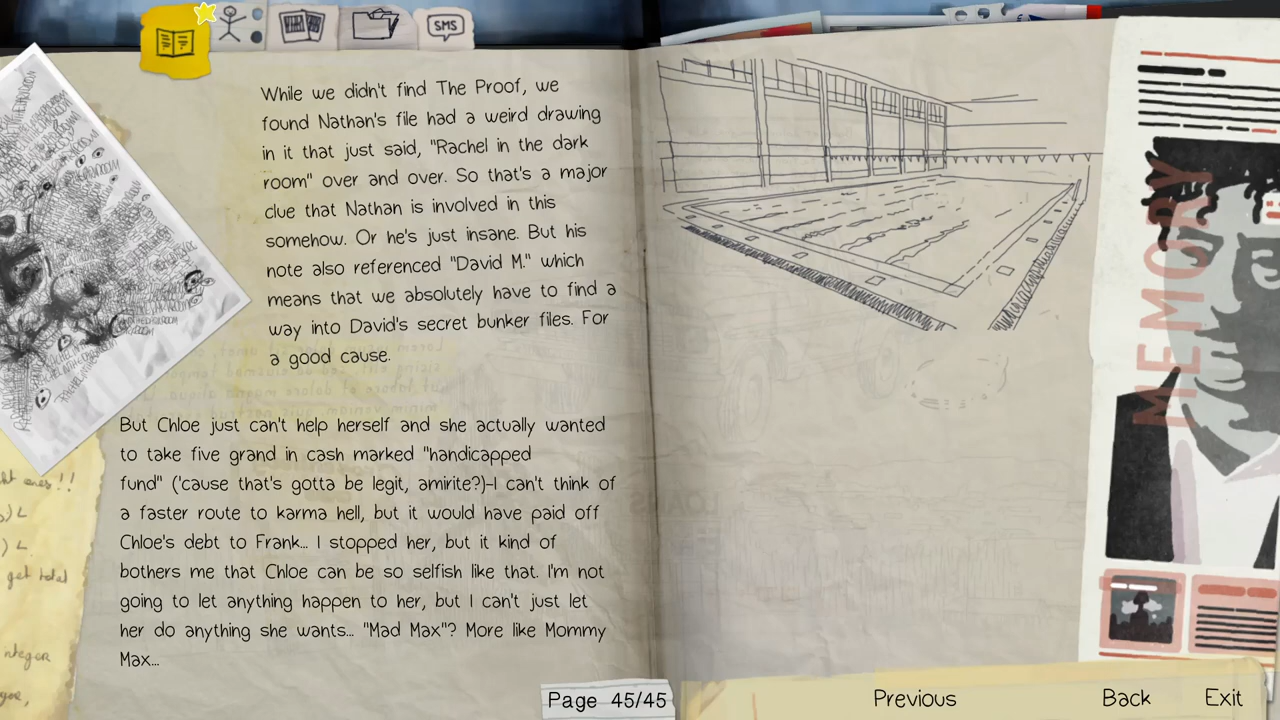 SMS
While we didn't find The Proof, we
found Nathan's file had a weird drawing
in it that just said, "Rachel in the dark
room" over and over. So that's a major
clue that Nathan is involved in this
somehow. Or he's just insane. But his
note also referenced "David M." which
means that we absolutely have to find a
way into David's secret bunker files. For
a good cause.
But Chloe just can't help herself and she actually wanted
to take five grand in cash marked "handicapped
fund" ('cause that's gotta be legit, amirite?)–I can't think of
a faster route to karma hell, but it would have paid off
Chloe's debt to Frank... I stopped her, but it kind of
bothers me that Chloe can be so selfish like that. I'm not
going to let anything happen to her, but I can't just let
her do anything she wants... "Mad Max"? More like Mommy
Max...
get total
MEMORY
Page 45/45
Previous
Back
Exit